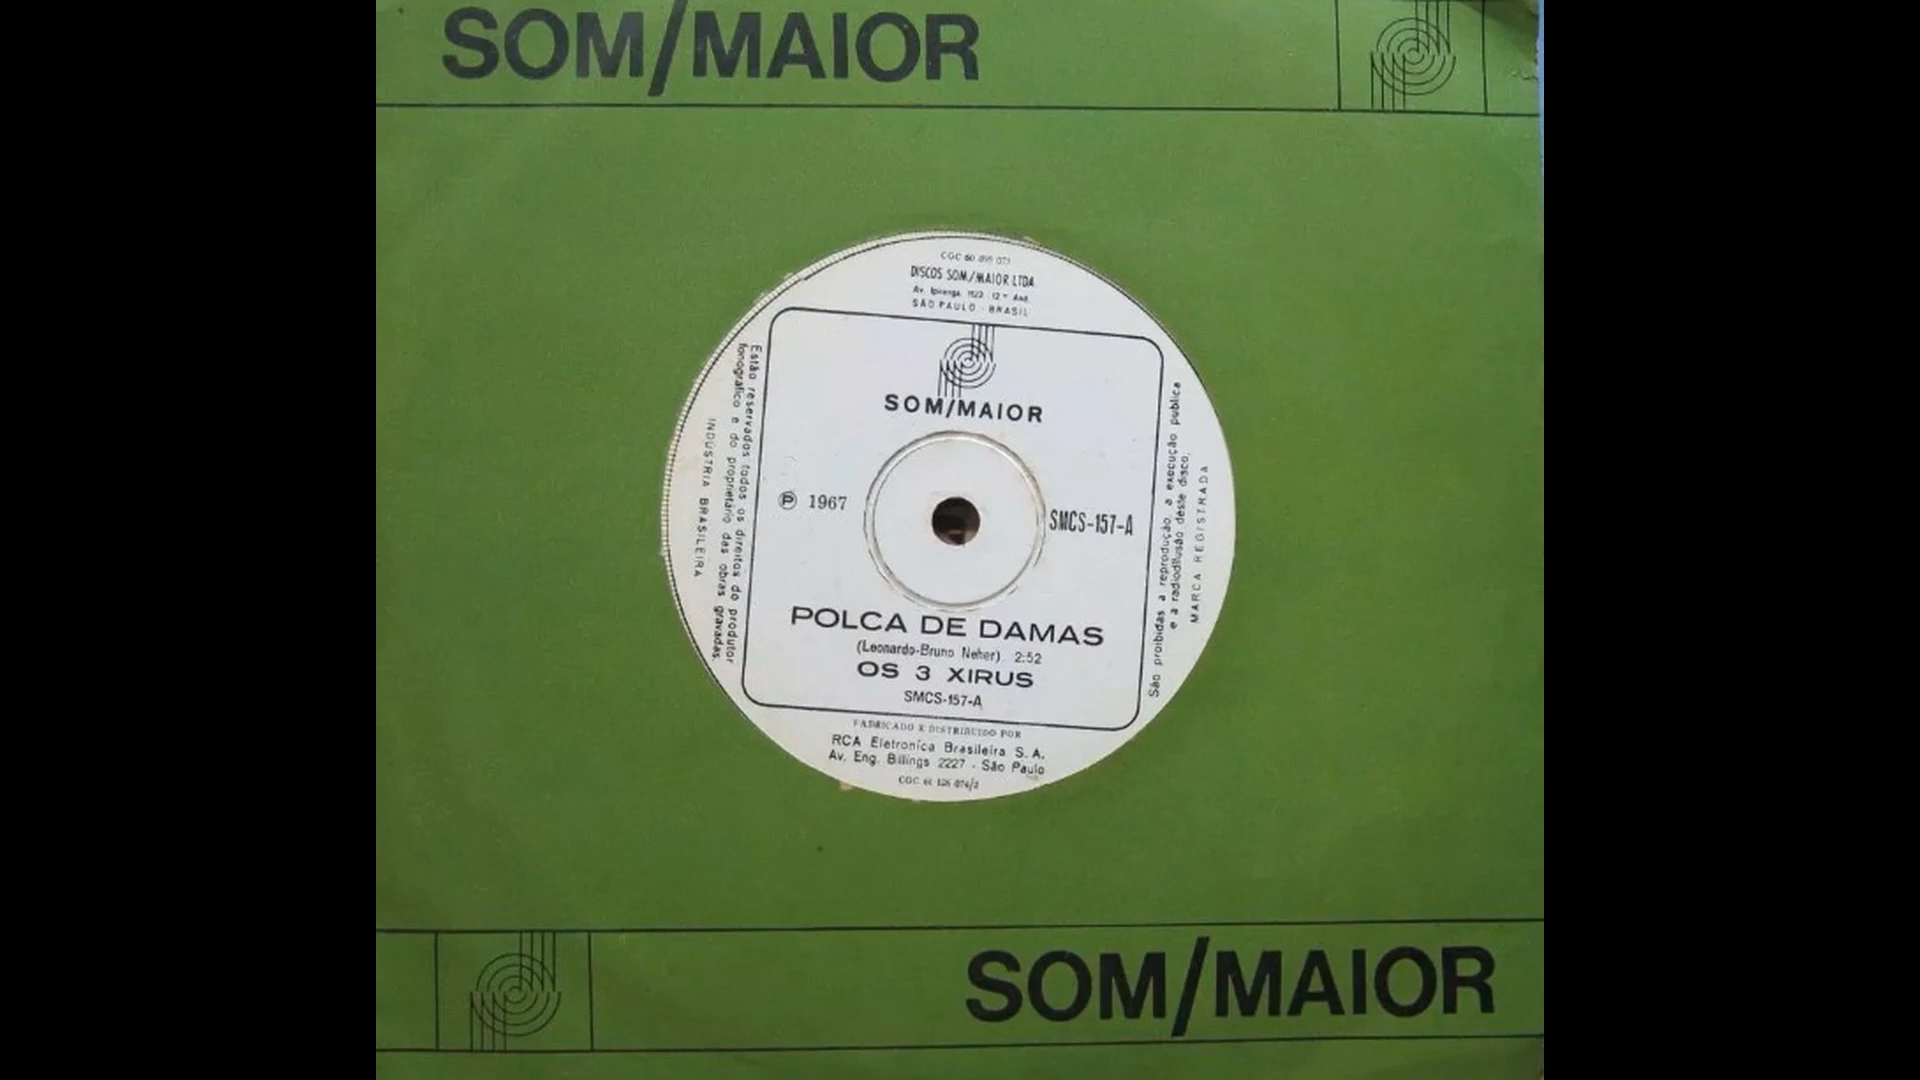 SOM/MAIOR
DISCOS SOM/MAIOR LTDA
SÃO PAULO - BRASIL
SOM/MAIOR
Ⓟ 1967
SMCS-157-A
POLCA DE DAMAS
(Leonardo-Bruno Neher) 2:52
OS 3 XIRUS
SMCS-157-A
FABRICADO E DISTRIBUIDO POR
RCA Eletronica Brasileira S. A.
Av. Eng. Billings 2227 - São Paulo
Estão reservados todos os direitos do produtor
fonográfico e do proprietário das obras gravadas.
INDÚSTRIA BRASILEIRA
São proibidas a reprodução, a execução publica
e a radiodifusão deste disco.
MARCA REGISTRADA
SOM/MAIOR